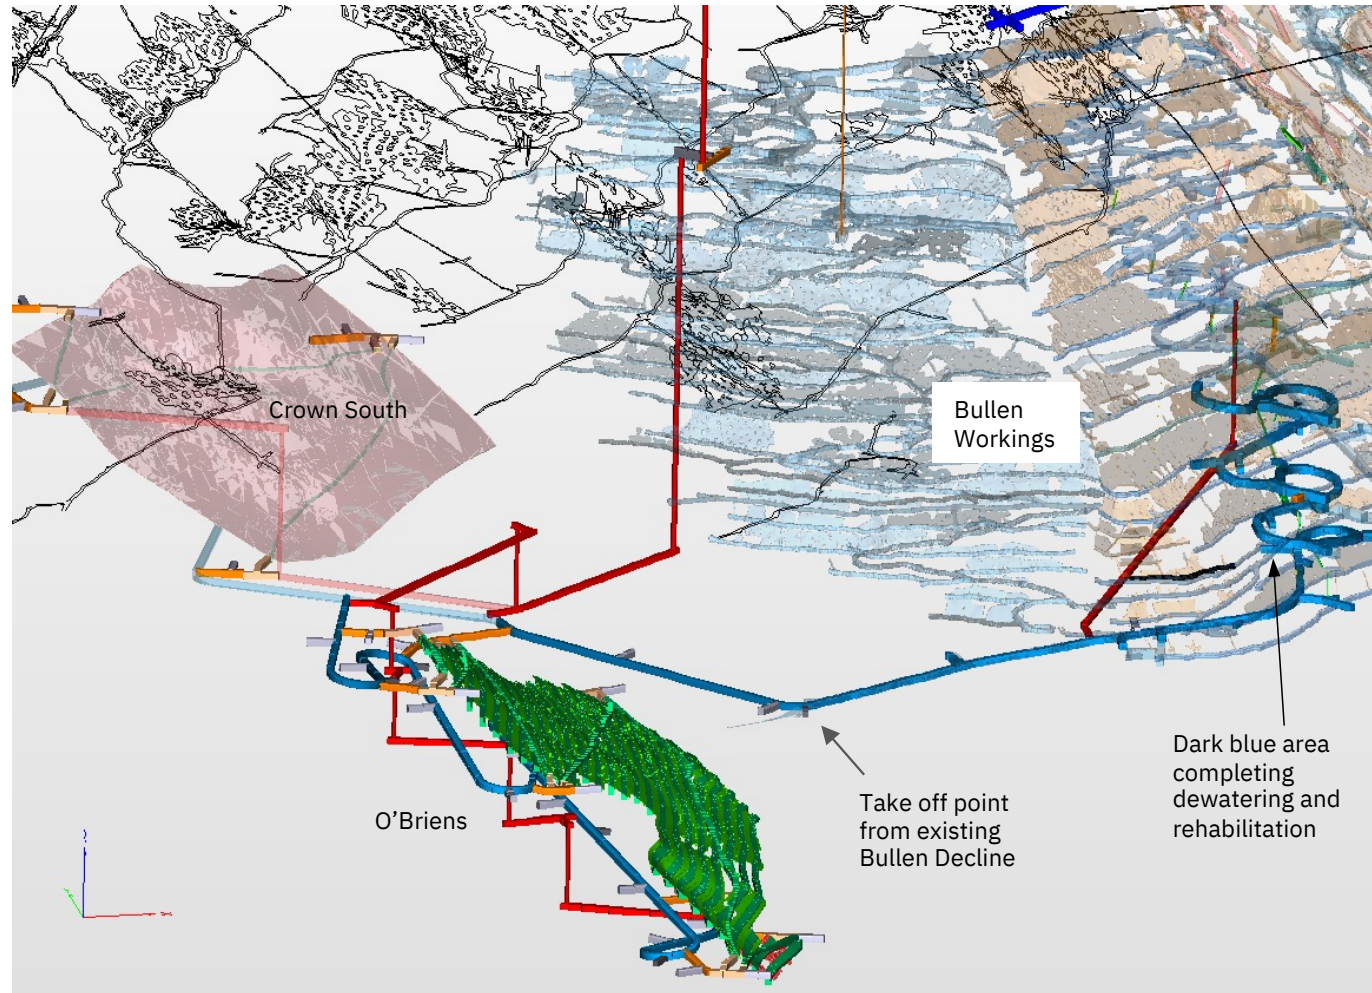 Crown South
Bullen
Workings
O’Briens
Take off point
from existing
Bullen Decline
Dark blue area
completing
dewatering and
rehabilitation